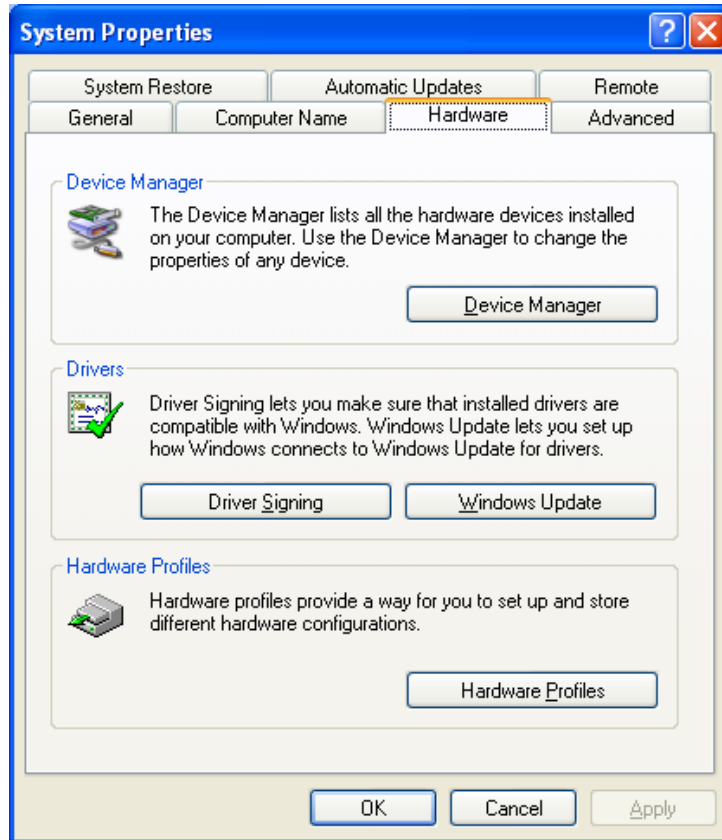 System Properties
System Restore
Automatic Updates
Remote
General
Computer Name
Hardware
Advanced
Device Manager
The Device Manager lists all the hardware devices installed
on your computer. Use the Device Manager to change the
properties of any device.
Device Manager
Drivers
Driver Signing lets you make sure that installed drivers are
compatible with Windows. Windows Update lets you set up
how Windows connects to Windows Update for drivers.
Driver Signing
Windows Update
Hardware Profiles
Hardware profiles provide a way for you to set up and store
different hardware configurations.
Hardware Profiles
OK
Cancel
Apply